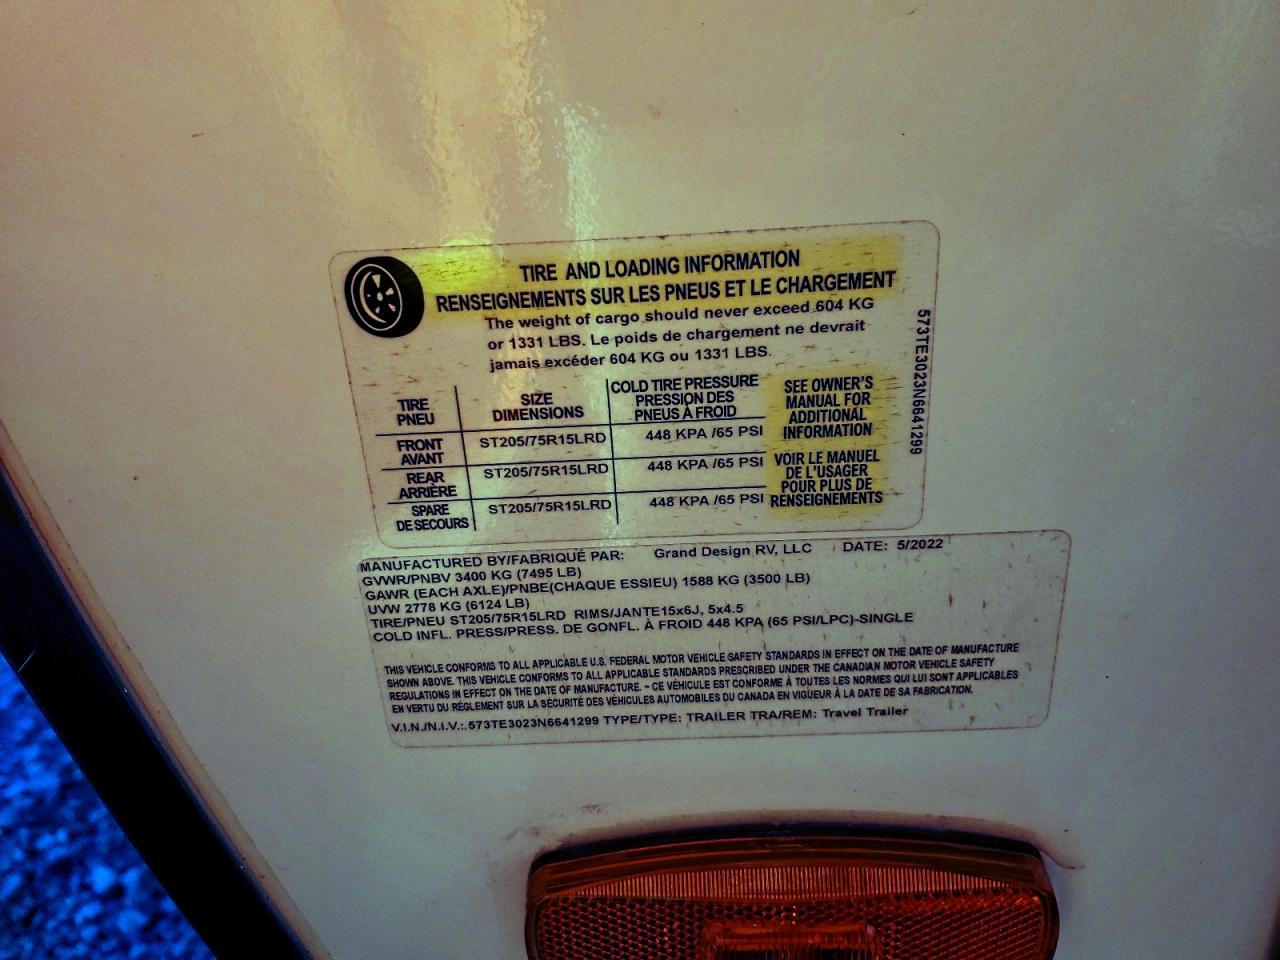 TIRE AND LOADING INFORMATION
RENSEIGNEMENTS SUR LES PNEUS ET LE CHARGEMENT
The weight of cargo should never exceed 604 KG
or 1331 LBS. Le poids de chargement ne devrait
jamais excéder 604 KG ou 1331 LBS.
TIRE PNEU SIZE DIMENSIONS COLD TIRE PRESSURE PRESSION DES PNEUS À FROID
FRONT AVANT ST205/75R15LRD 448 KPA /65 PSI
REAR ARRIÈRE ST205/75R15LRD 448 KPA /65 PSI
SPARE DE SECOURS ST205/75R15LRD 448 KPA /65 PSI
SEE OWNER'S
MANUAL FOR
ADDITIONAL
INFORMATION
VOIR LE MANUEL
DE L'USAGER
POUR PLUS DE
RENSEIGNEMENTS
573TE3023N6641299
MANUFACTURED BY/FABRIQUÉ PAR: Grand Design RV, LLC DATE: 5/2022
GVWR/PNBV 3400 KG (7495 LB)
GAWR (EACH AXLE)/PNBE(CHAQUE ESSIEU) 1588 KG (3500 LB)
UVW 2778 KG (6124 LB)
TIRE/PNEU ST205/75R15LRD RIMS/JANTE15x6J, 5x4.5
COLD INFL. PRESS/PRESS. DE GONFL. À FROID 448 KPA (65 PSI/LPC)-SINGLE
THIS VEHICLE CONFORMS TO ALL APPLICABLE U.S. FEDERAL MOTOR VEHICLE SAFETY STANDARDS IN EFFECT ON THE DATE OF MANUFACTURE
SHOWN ABOVE. THIS VEHICLE CONFORMS TO ALL APPLICABLE STANDARDS PRESCRIBED UNDER THE CANADIAN MOTOR VEHICLE SAFETY
REGULATIONS IN EFFECT ON THE DATE OF MANUFACTURE. - CE VÉHICULE EST CONFORME À TOUTES LES NORMES QUI LUI SONT APPLICABLES
EN VERTU DU RÉGLEMENT SUR LA SÉCURITÉ DES VÉHICULES AUTOMOBILES DU CANADA EN VIGUEUR À LA DATE DE SA FABRICATION.
V.I.N./N.I.V.:.573TE3023N6641299 TYPE/TYPE: TRAILER TRA/REM: Travel Trailer